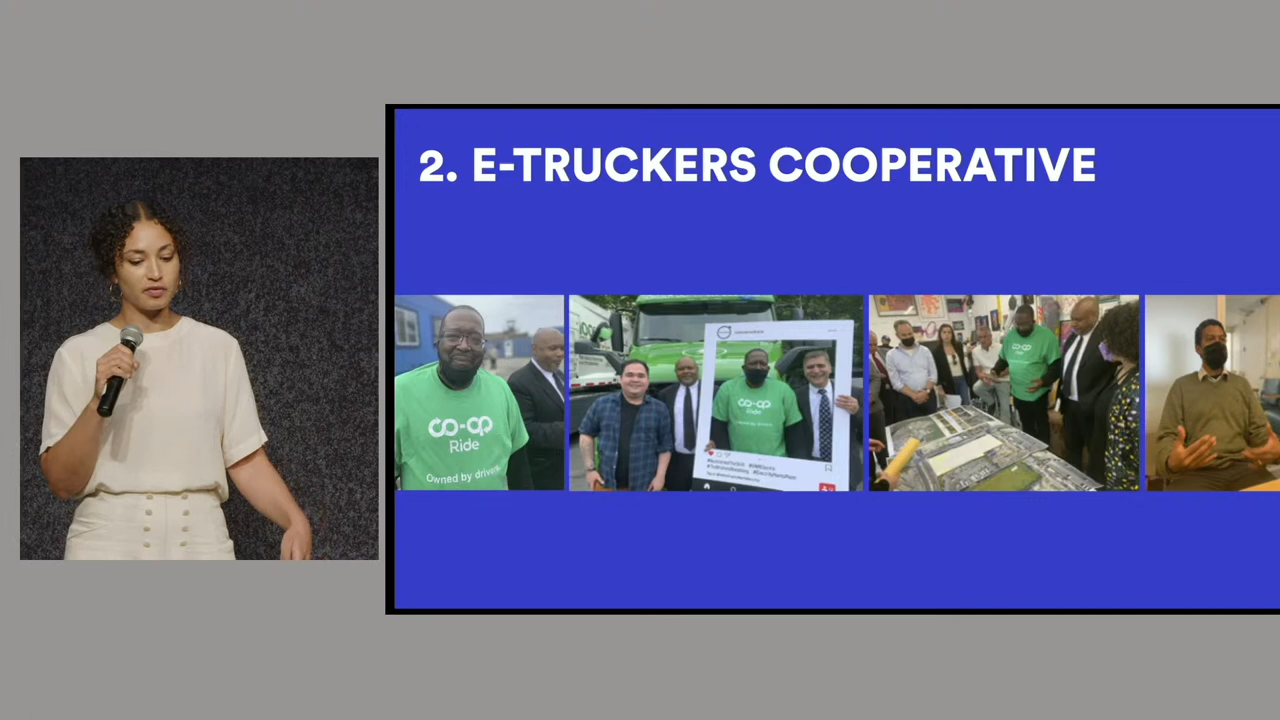 2. E-TRUCKERS COOPERATIVE
CO-OP
Ride
Owned by drivers
CO-OP
Ride
CO-OP
Ride